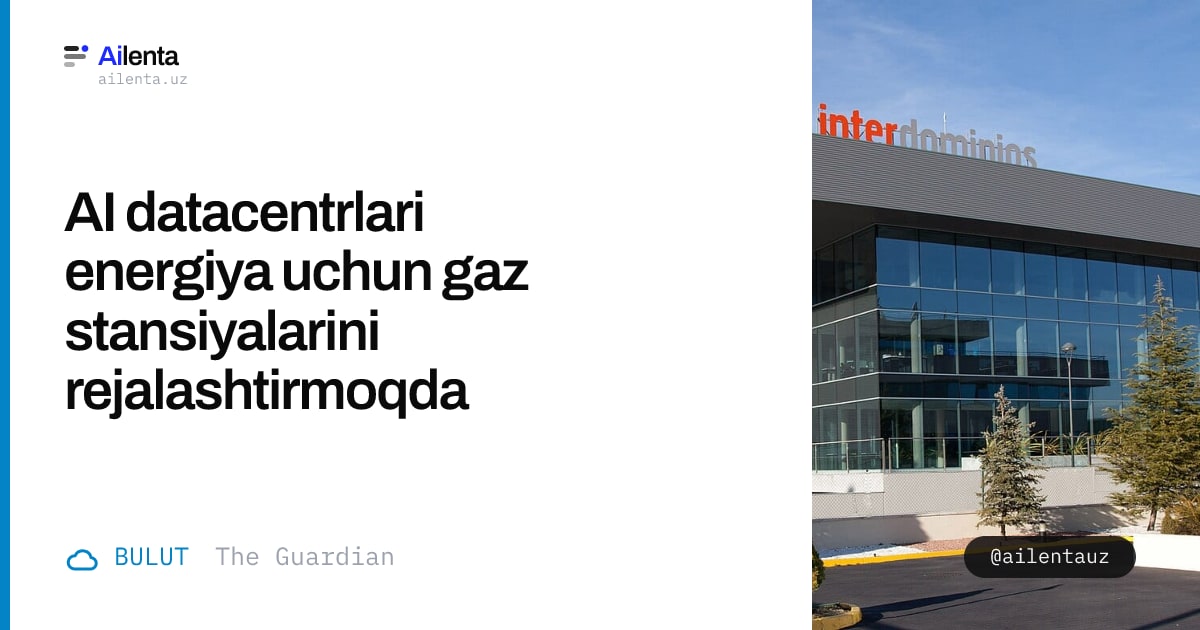 Ailenta
ailenta.uz
AI datacentrlari
energiya uchun gaz
stansiyalarini
rejalashtirmoqda
BULUT The Guardian
interdominios
@ailentauz